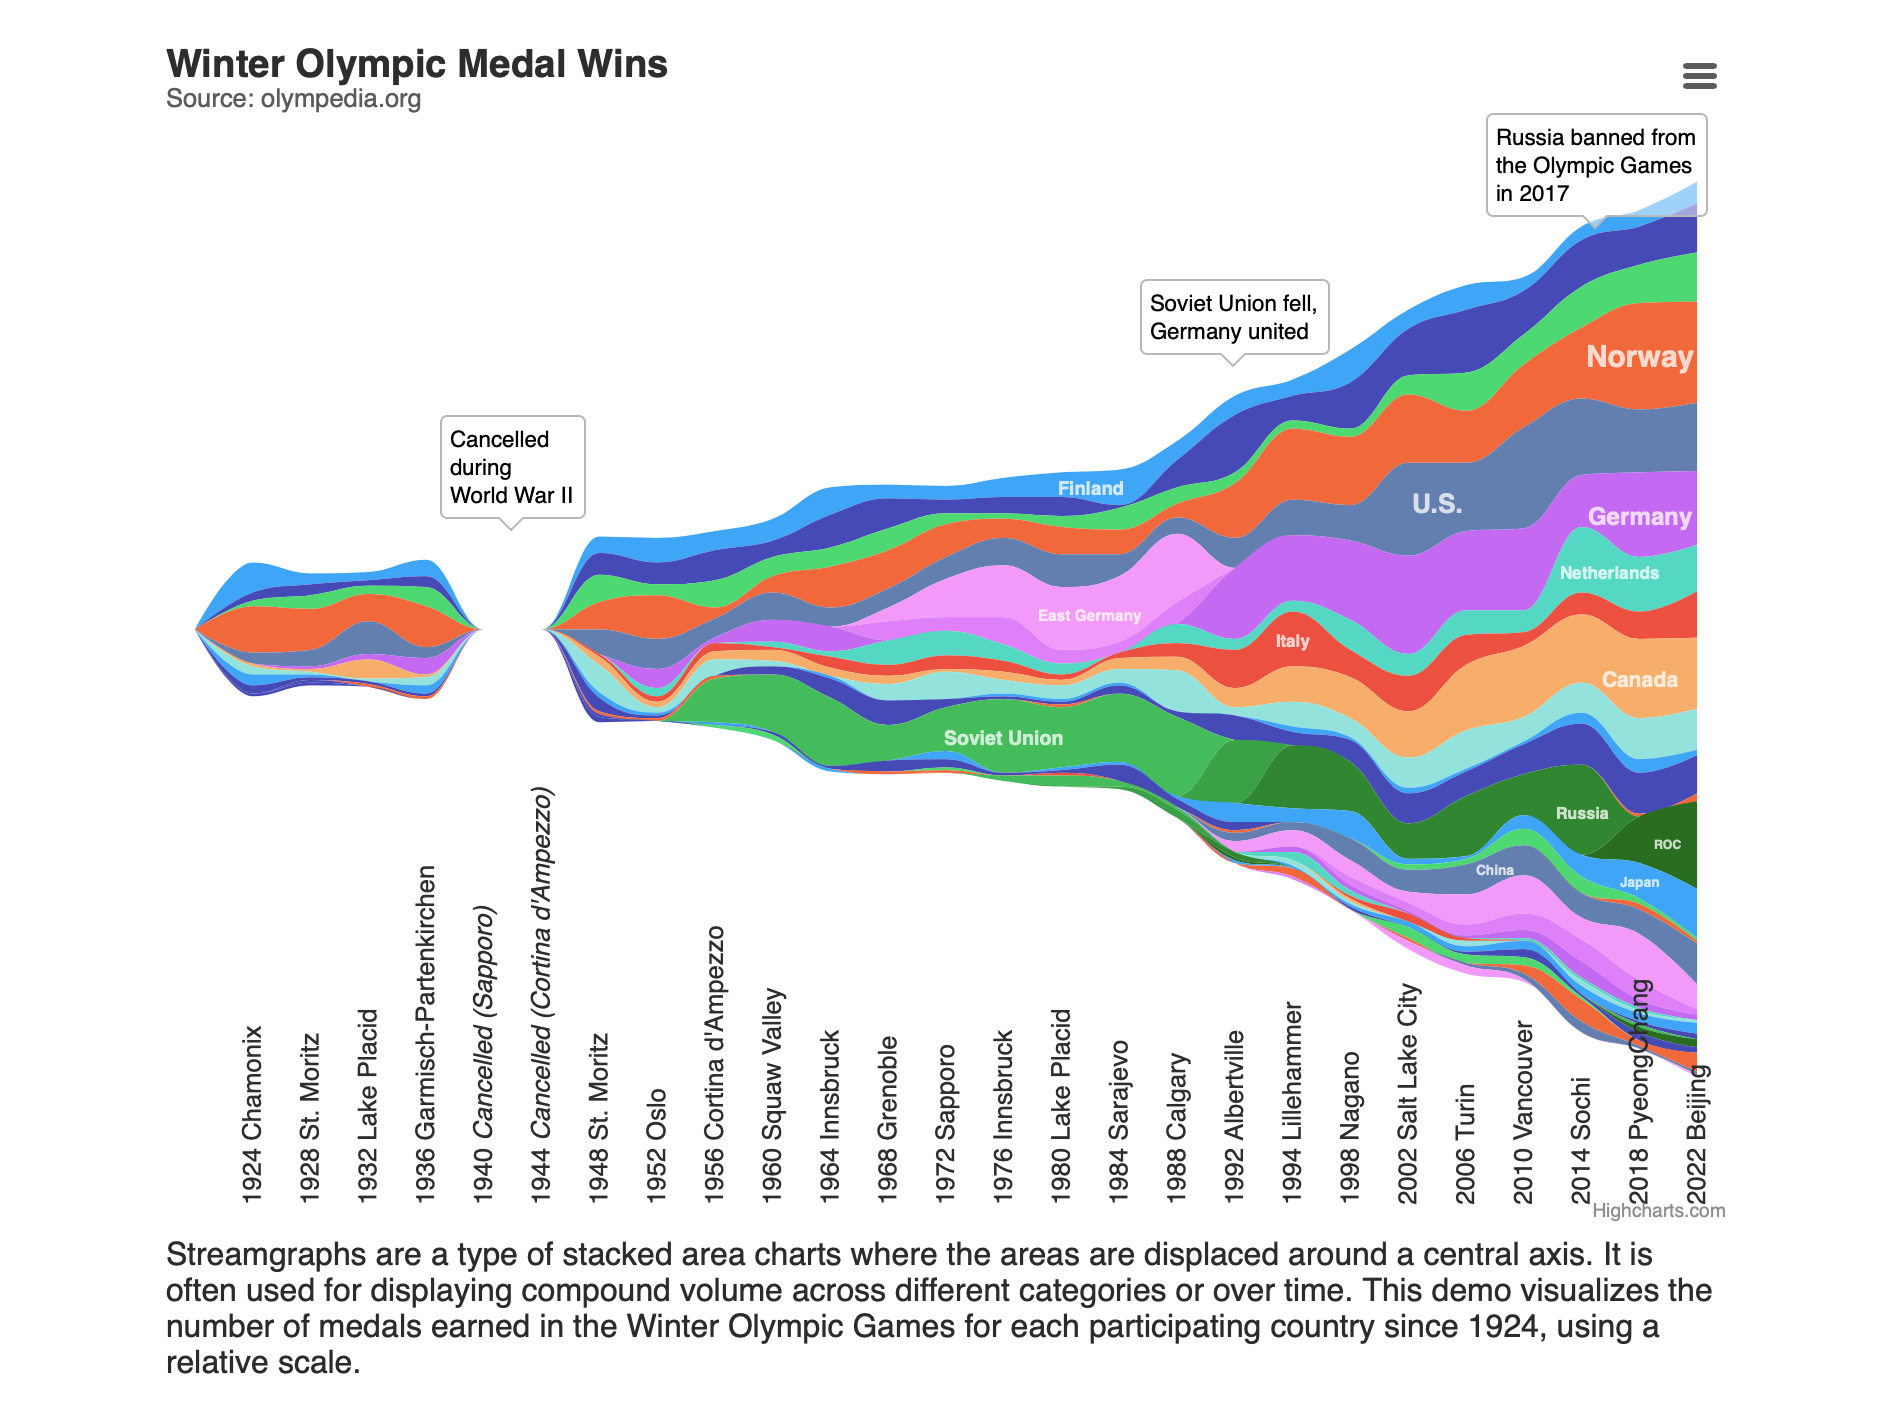 Winter Olympic Medal Wins
Source: olympedia.org
Russia banned from
the Olympic Games
in 2017
Soviet Union fell,
Germany united
Cancelled
during
World War II
Norway
Finland
U.S.
Germany
Netherlands
East Germany
Italy
Canada
Soviet Union
Russia
ROC
China
Japan
1924 Chamonix
1928 St. Moritz
1932 Lake Placid
1936 Garmisch-Partenkirchen
1940 Cancelled (Sapporo)
1944 Cancelled (Cortina d'Ampezzo)
1948 St. Moritz
1952 Oslo
1956 Cortina d'Ampezzo
1960 Squaw Valley
1964 Innsbruck
1968 Grenoble
1972 Sapporo
1976 Innsbruck
1980 Lake Placid
1984 Sarajevo
1988 Calgary
1992 Albertville
1994 Lillehammer
1998 Nagano
2002 Salt Lake City
2006 Turin
2010 Vancouver
2014 Sochi
2018 PyeongChang
2022 Beijing
Highcharts.com
Streamgraphs are a type of stacked area charts where the areas are displaced around a central axis. It is
often used for displaying compound volume across different categories or over time. This demo visualizes the
number of medals earned in the Winter Olympic Games for each participating country since 1924, using a
relative scale.